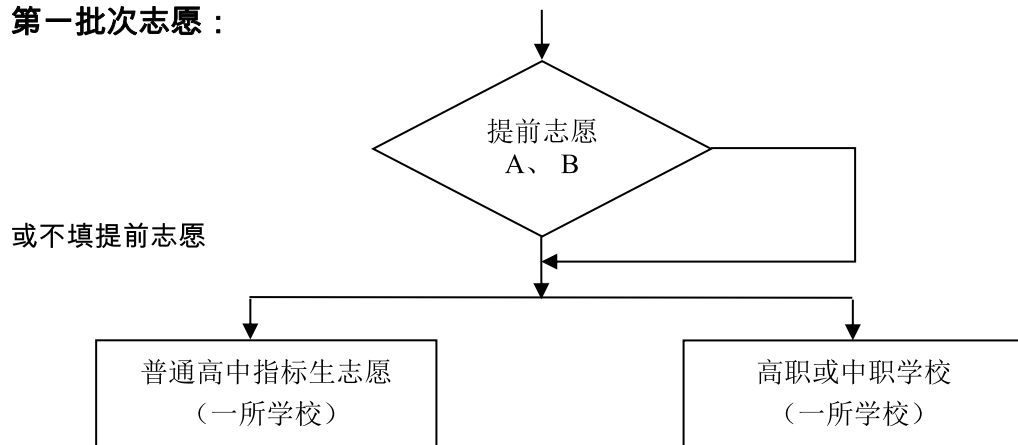 第一批次志愿：
提前志愿
A、 B
或不填提前志愿
普通高中指标生志愿
（一所学校）
高职或中职学校
（一所学校）